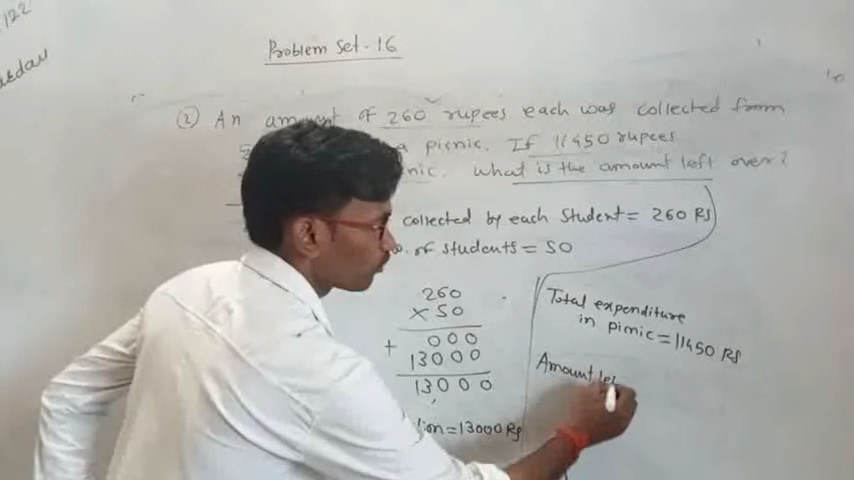 122
Problem Set - 16
(2) An amount of 260 rupees each was collected from
a picnic. If 11450 rupees
nic. What is the amount left over?
collected by each Student = 260 Rs
of students = 50
260
× 50
+ 000
13000
13000
= 13000 Rs
Total expenditure
in picnic = 11450 Rs
Amount